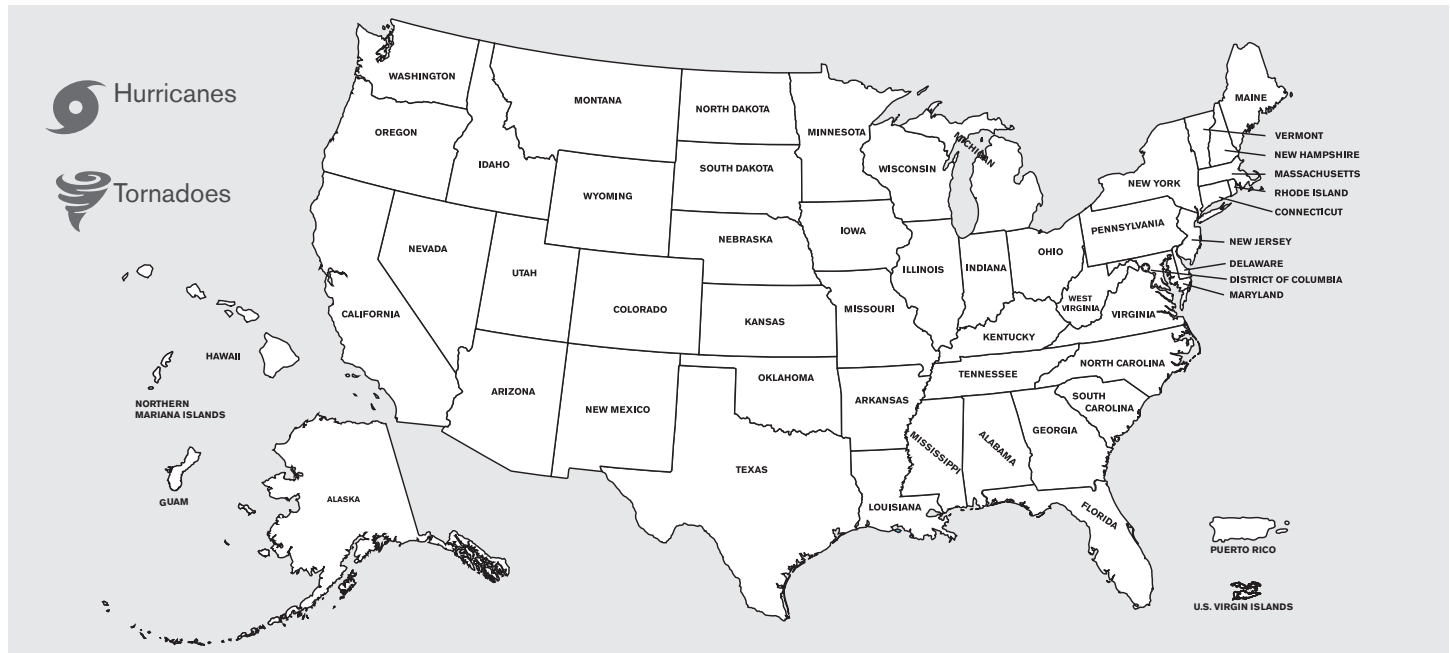 Hurricanes
Tornadoes
WASHINGTON
MONTANA
NORTH DAKOTA
MINNESOTA
MAINE
OREGON
IDAHO
SOUTH DAKOTA
WISCONSIN
MICHIGAN
VERMONT
NEW HAMPSHIRE
MASSACHUSETTS
RHODE ISLAND
CONNECTICUT
NEW YORK
WYOMING
NEBRASKA
IOWA
PENNSYLVANIA
NEW JERSEY
NEVADA
UTAH
ILLINOIS
INDIANA
OHIO
DELAWARE
DISTRICT OF COLUMBIA
MARYLAND
CALIFORNIA
COLORADO
KANSAS
MISSOURI
WEST
VIRGINIA
VIRGINIA
KENTUCKY
HAWAII
NORTHERN
MARIANA ISLANDS
ARIZONA
NEW MEXICO
OKLAHOMA
ARKANSAS
TENNESSEE
NORTH CAROLINA
SOUTH
CAROLINA
GEORGIA
ALABAMA
MISSISSIPPI
TEXAS
LOUISIANA
FLORIDA
GUAM
ALASKA
PUERTO RICO
U.S. VIRGIN ISLANDS